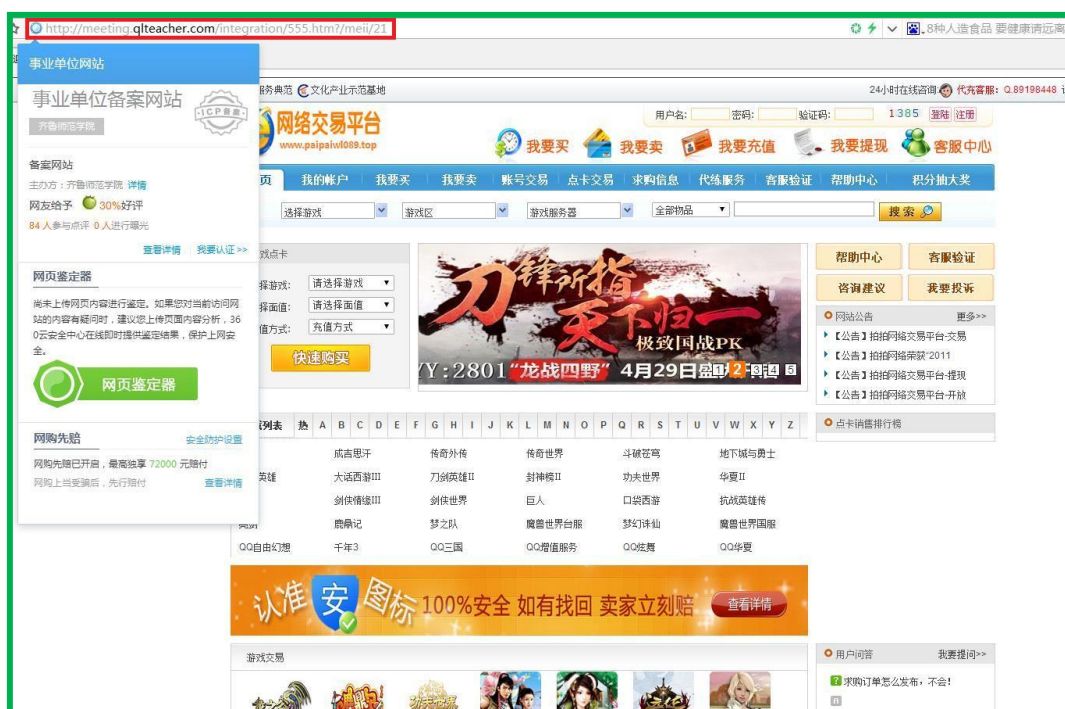 http://meeting.qlteacher.com/integration/555.htm?/meii/21
8种人造食品 要健康请远离
事业单位网站
事业单位备案网站
ICP备案
齐鲁师范学院
备案网站
主办方：齐鲁师范学院 详情
网友给予 30%好评
84 人参与点评 0 人进行曝光
查看详情 我要认证 >>
网页鉴定器
尚未上传网页内容进行鉴定。如果您对当前访问网
站的内容有疑问时，建议您上传页面内容分析，36
0云安全中心在线即时提供鉴定结果，保护上网安
全。
网页鉴定器
网购先赔 安全防护设置
网购先赔已开启，最高独享 72000 元赔付
网购上当受骗后，先行赔付 查看详情
服务典范 文化产业示范基地
24小时在线咨询 代充客服: Q.89198448
网络交易平台
www.paipaiwl089.top
用户名: 密码: 验证码: 1385 登陆 注册
我要买 我要卖 我要充值 我要提现 客服中心
页 我的帐户 我要买 我要卖 账号交易 点卡交易 求购信息 代练服务 客服验证 帮助中心 积分抽大奖
选择游戏 游戏区 游戏服务器 全部物品 搜索
戏点卡
择游戏: 请选择游戏
择面值: 请选择面值
值方式: 充值方式
快速购买
刀锋所指
天下归一
极致国战PK
YY:2801 "龙战四野" 4月29日
1 2 3 4 5
帮助中心 客服验证
咨询建议 我要投诉
网站公告 更多>>
【公告】拍拍网络交易平台-交易
【公告】拍拍网络荣获'2011
【公告】拍拍网络交易平台-提现
【公告】拍拍网络交易平台-开放
列表 热 A B C D E F G H I J K L M N O P Q R S T U V W X Y Z
点卡销售排行榜
成吉思汗 传奇外传 传奇世界 斗破苍穹 地下城与勇士
英雄 大话西游III 刀剑英雄II 封神榜II 功夫世界 华夏II
剑侠情缘III 剑侠世界 巨人 口袋西游 抗战英雄传
鹿鼎记 梦之队 魔兽世界台服 梦幻诛仙 魔兽世界国服
QQ自由幻想 千年3 QQ三国 QQ增值服务 QQ炫舞 QQ华夏
认准 安 图标 100%安全 如有找回 卖家立刻赔 查看详情
游戏交易
用户问答 我要提问>>
求购订单怎么发布，不会！